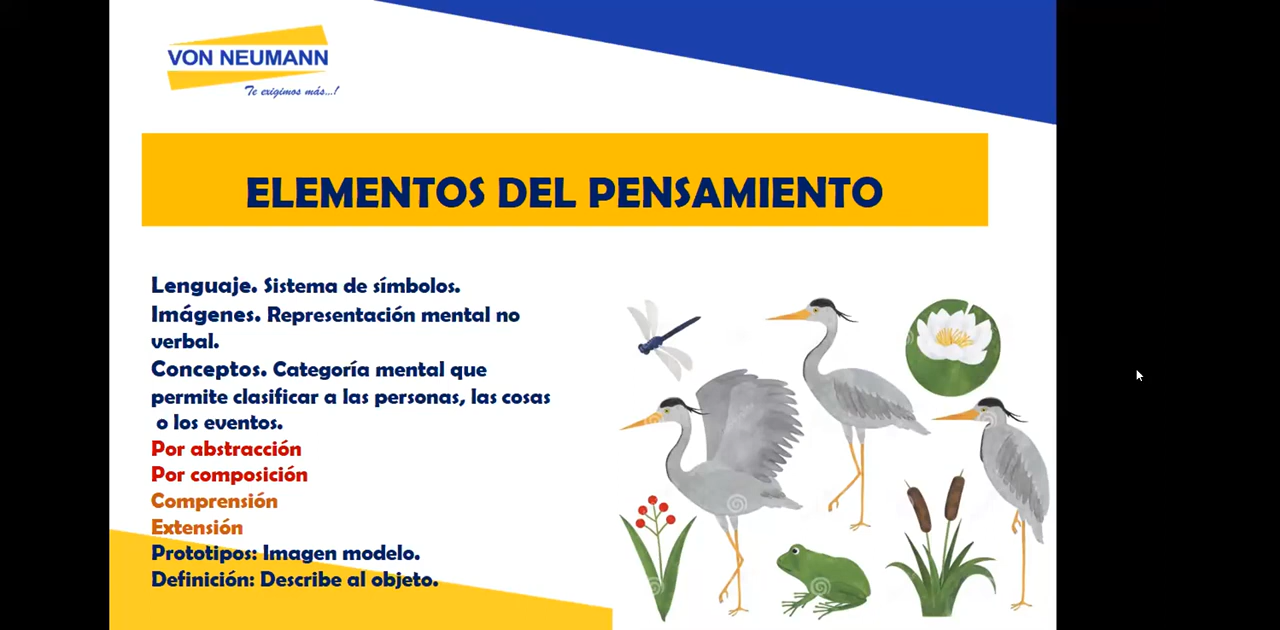 VON NEUMANN
Te exigimos más...!
ELEMENTOS DEL PENSAMIENTO
Lenguaje. Sistema de símbolos.
Imágenes. Representación mental no
verbal.
Conceptos. Categoría mental que
permite clasificar a las personas, las cosas
o los eventos.
Por abstracción
Por composición
Comprensión
Extensión
Prototipos: Imagen modelo.
Definición: Describe al objeto.